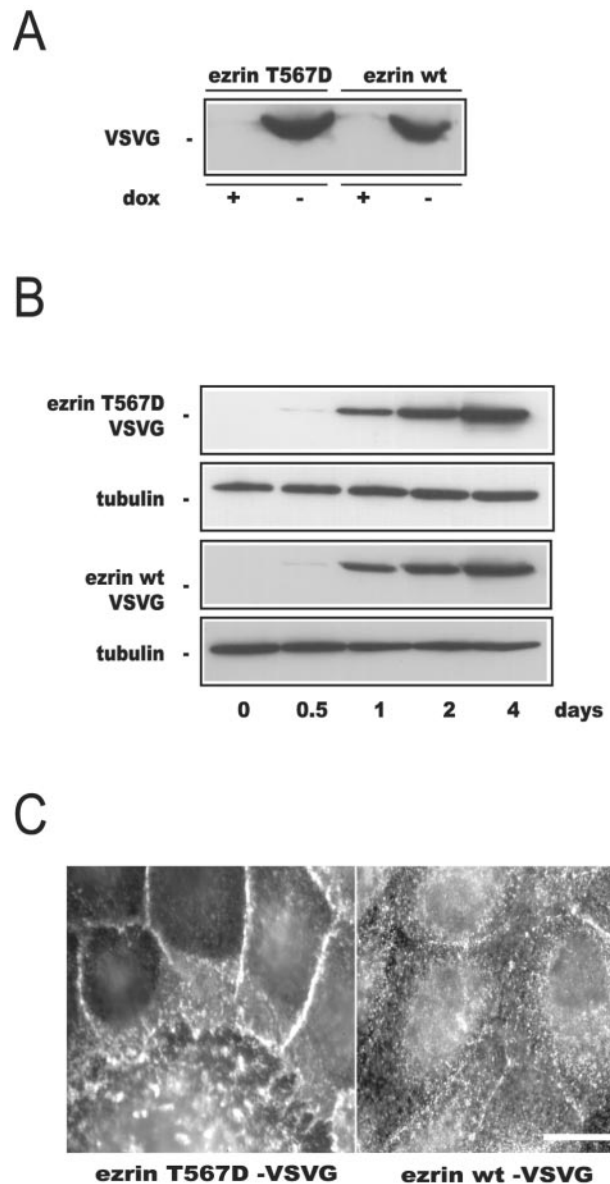 A
ezrin T567D ezrin wt
VSVG -
dox + - + -
B
ezrin T567D
VSVG -
tubulin -
ezrin wt
VSVG -
tubulin -
0 0.5 1 2 4 days
C
ezrin T567D -VSVG ezrin wt -VSVG